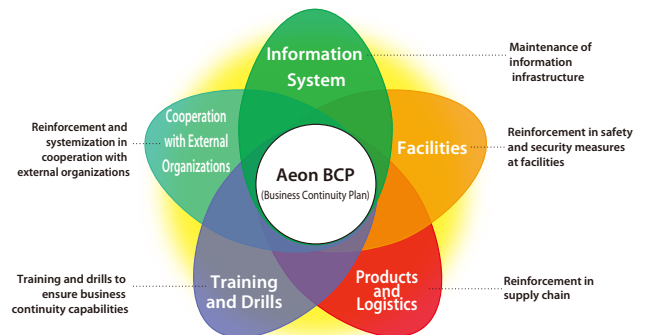 Information
System
Maintenance of
information
infrastructure
Cooperation
with External
Organizations
Reinforcement and
systemization in
cooperation with
external organizations
Facilities
Reinforcement in safety
and security measures
at facilities
Aeon BCP
(Business Continuity Plan)
Training
and Drills
Training and drills to
ensure business
continuity capabilities
Products
and
Logistics
Reinforcement in
supply chain